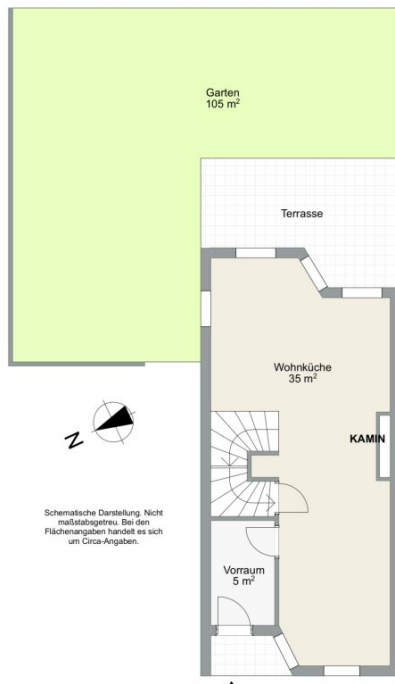 Garten
105 m²
Terrasse
Wohnküche
35 m²
KAMIN
N
Schematische Darstellung. Nicht
maßstabsgetreu. Bei den
Flächenangaben handelt es sich
um Circa-Angaben.
Vorraum
5 m²